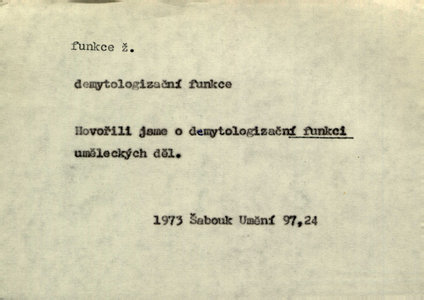 funkce ž.
demytologizační funkce
Hovořili jsme o demytologizační funkci
uměleckých děl.
1973 Šabouk Umění 97,24